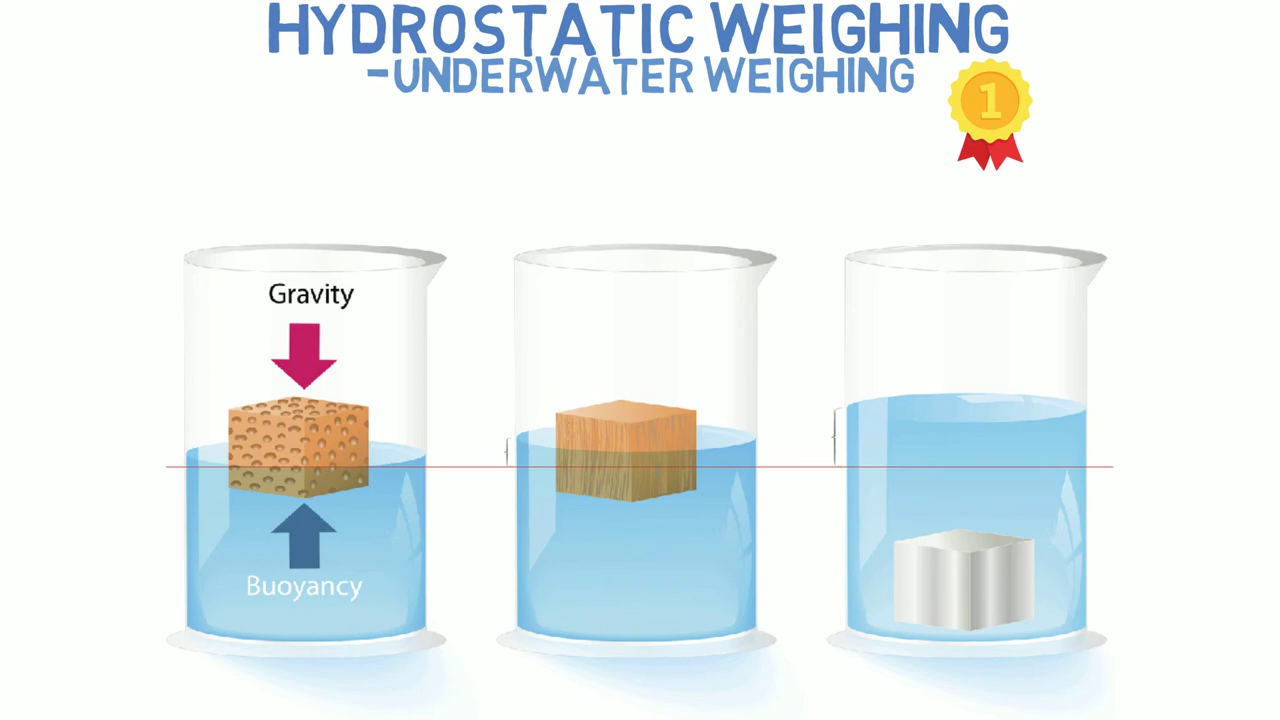 HYDROSTATIC WEIGHING
-UNDERWATER WEIGHING
1
Gravity
Buoyancy